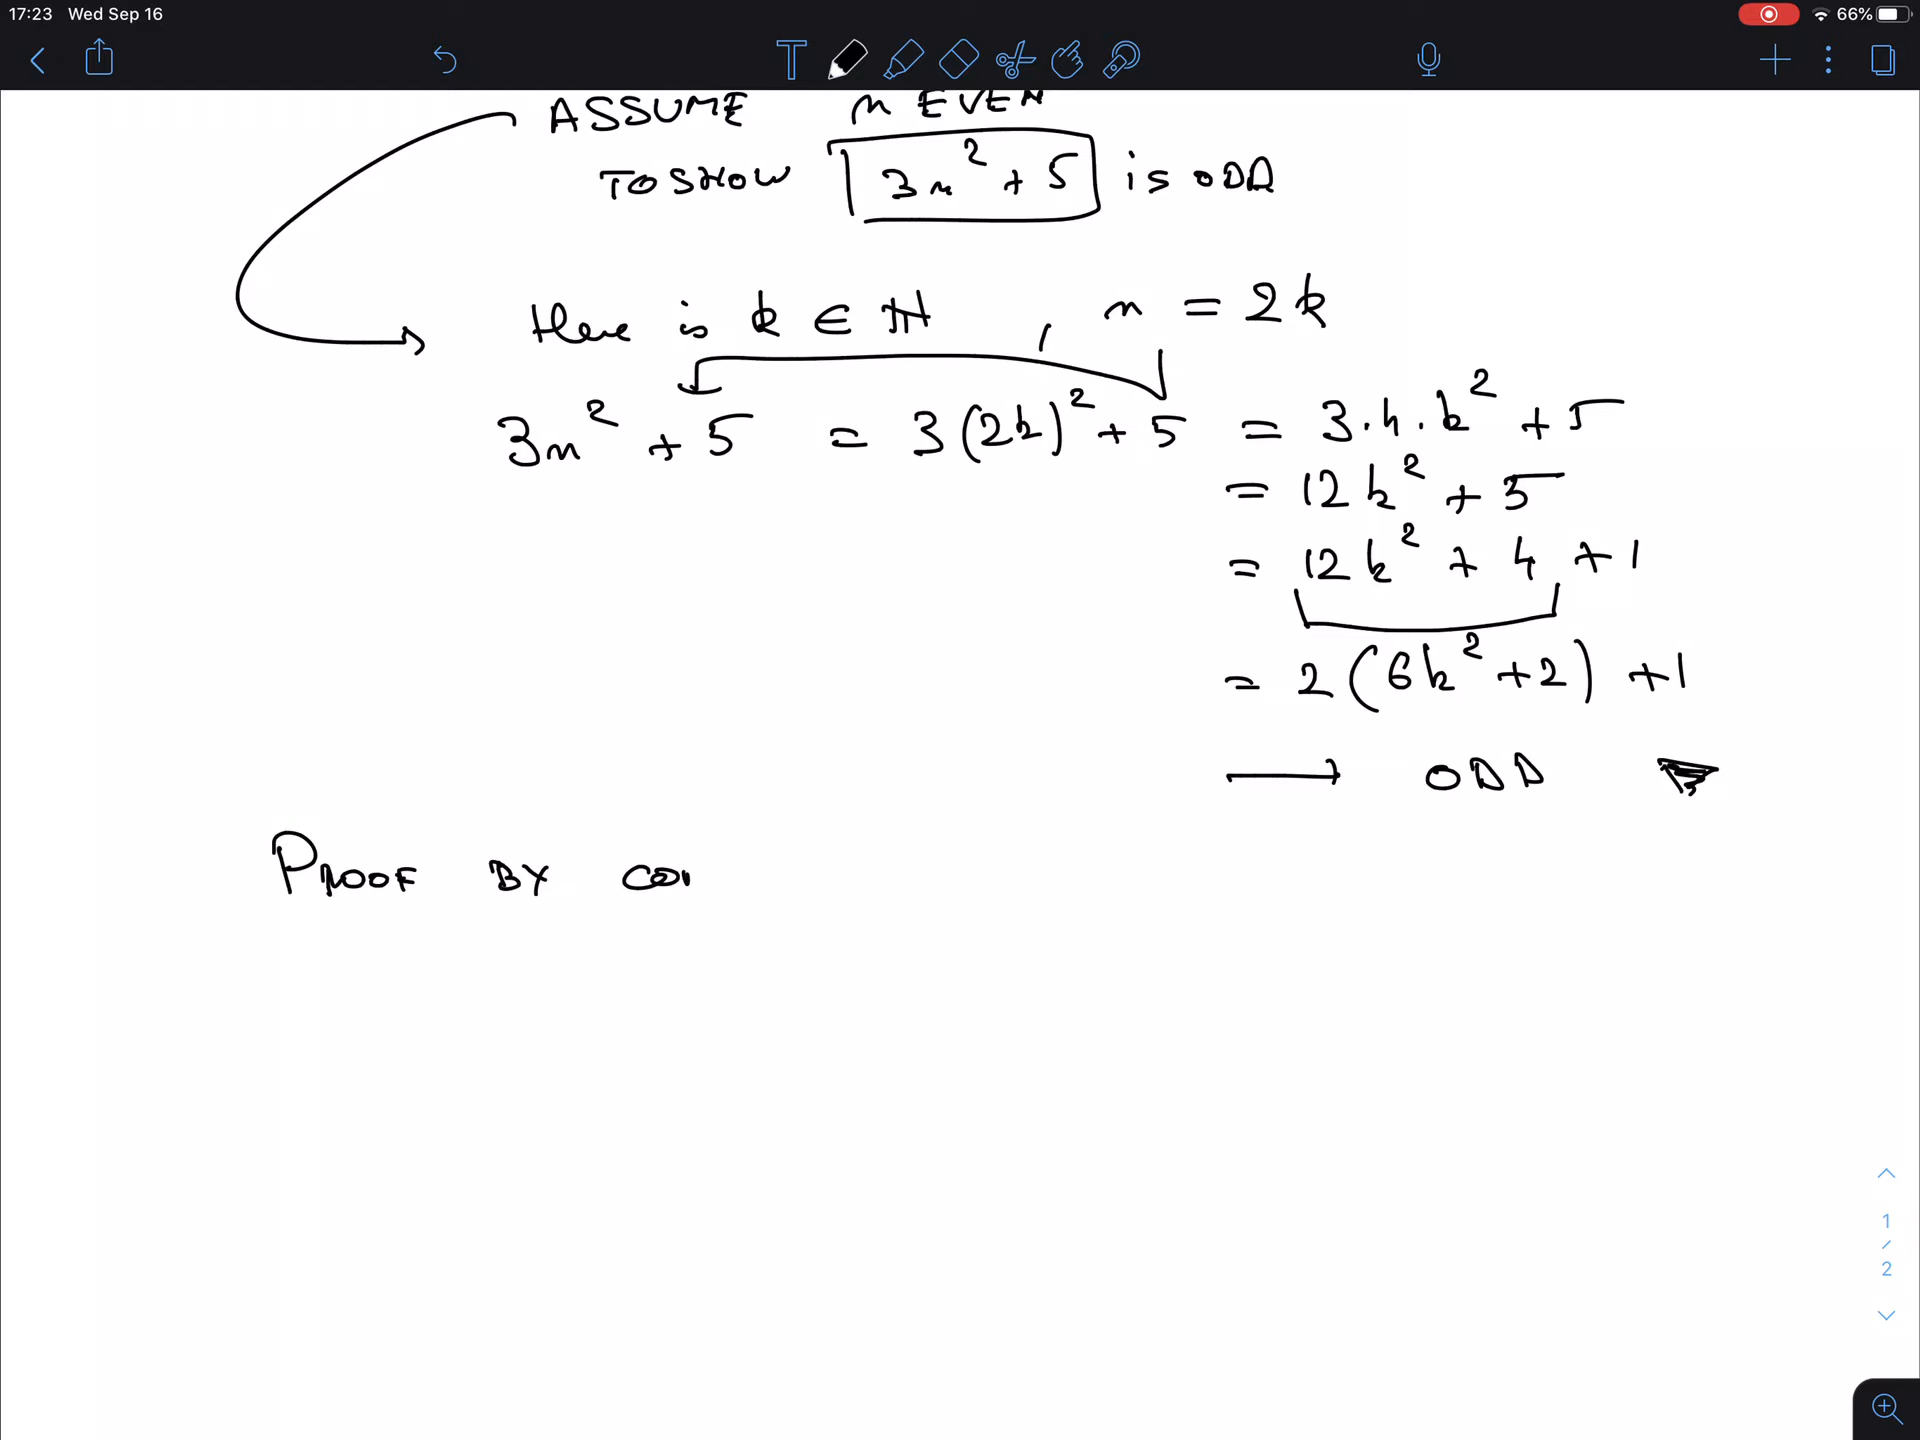 17:23 Wed Sep 16 66%
ASSUME n EVEN
TO SHOW 3n² + 5 is ODD
there is k ∈ ℕ , n = 2k
3n² + 5 = 3(2k)² + 5 = 3·4·k² + 5
= 12k² + 5
= 12k² + 4 + 1
= 2(6k² + 2) + 1
→ ODD
PROOF BY CON
1
/
2